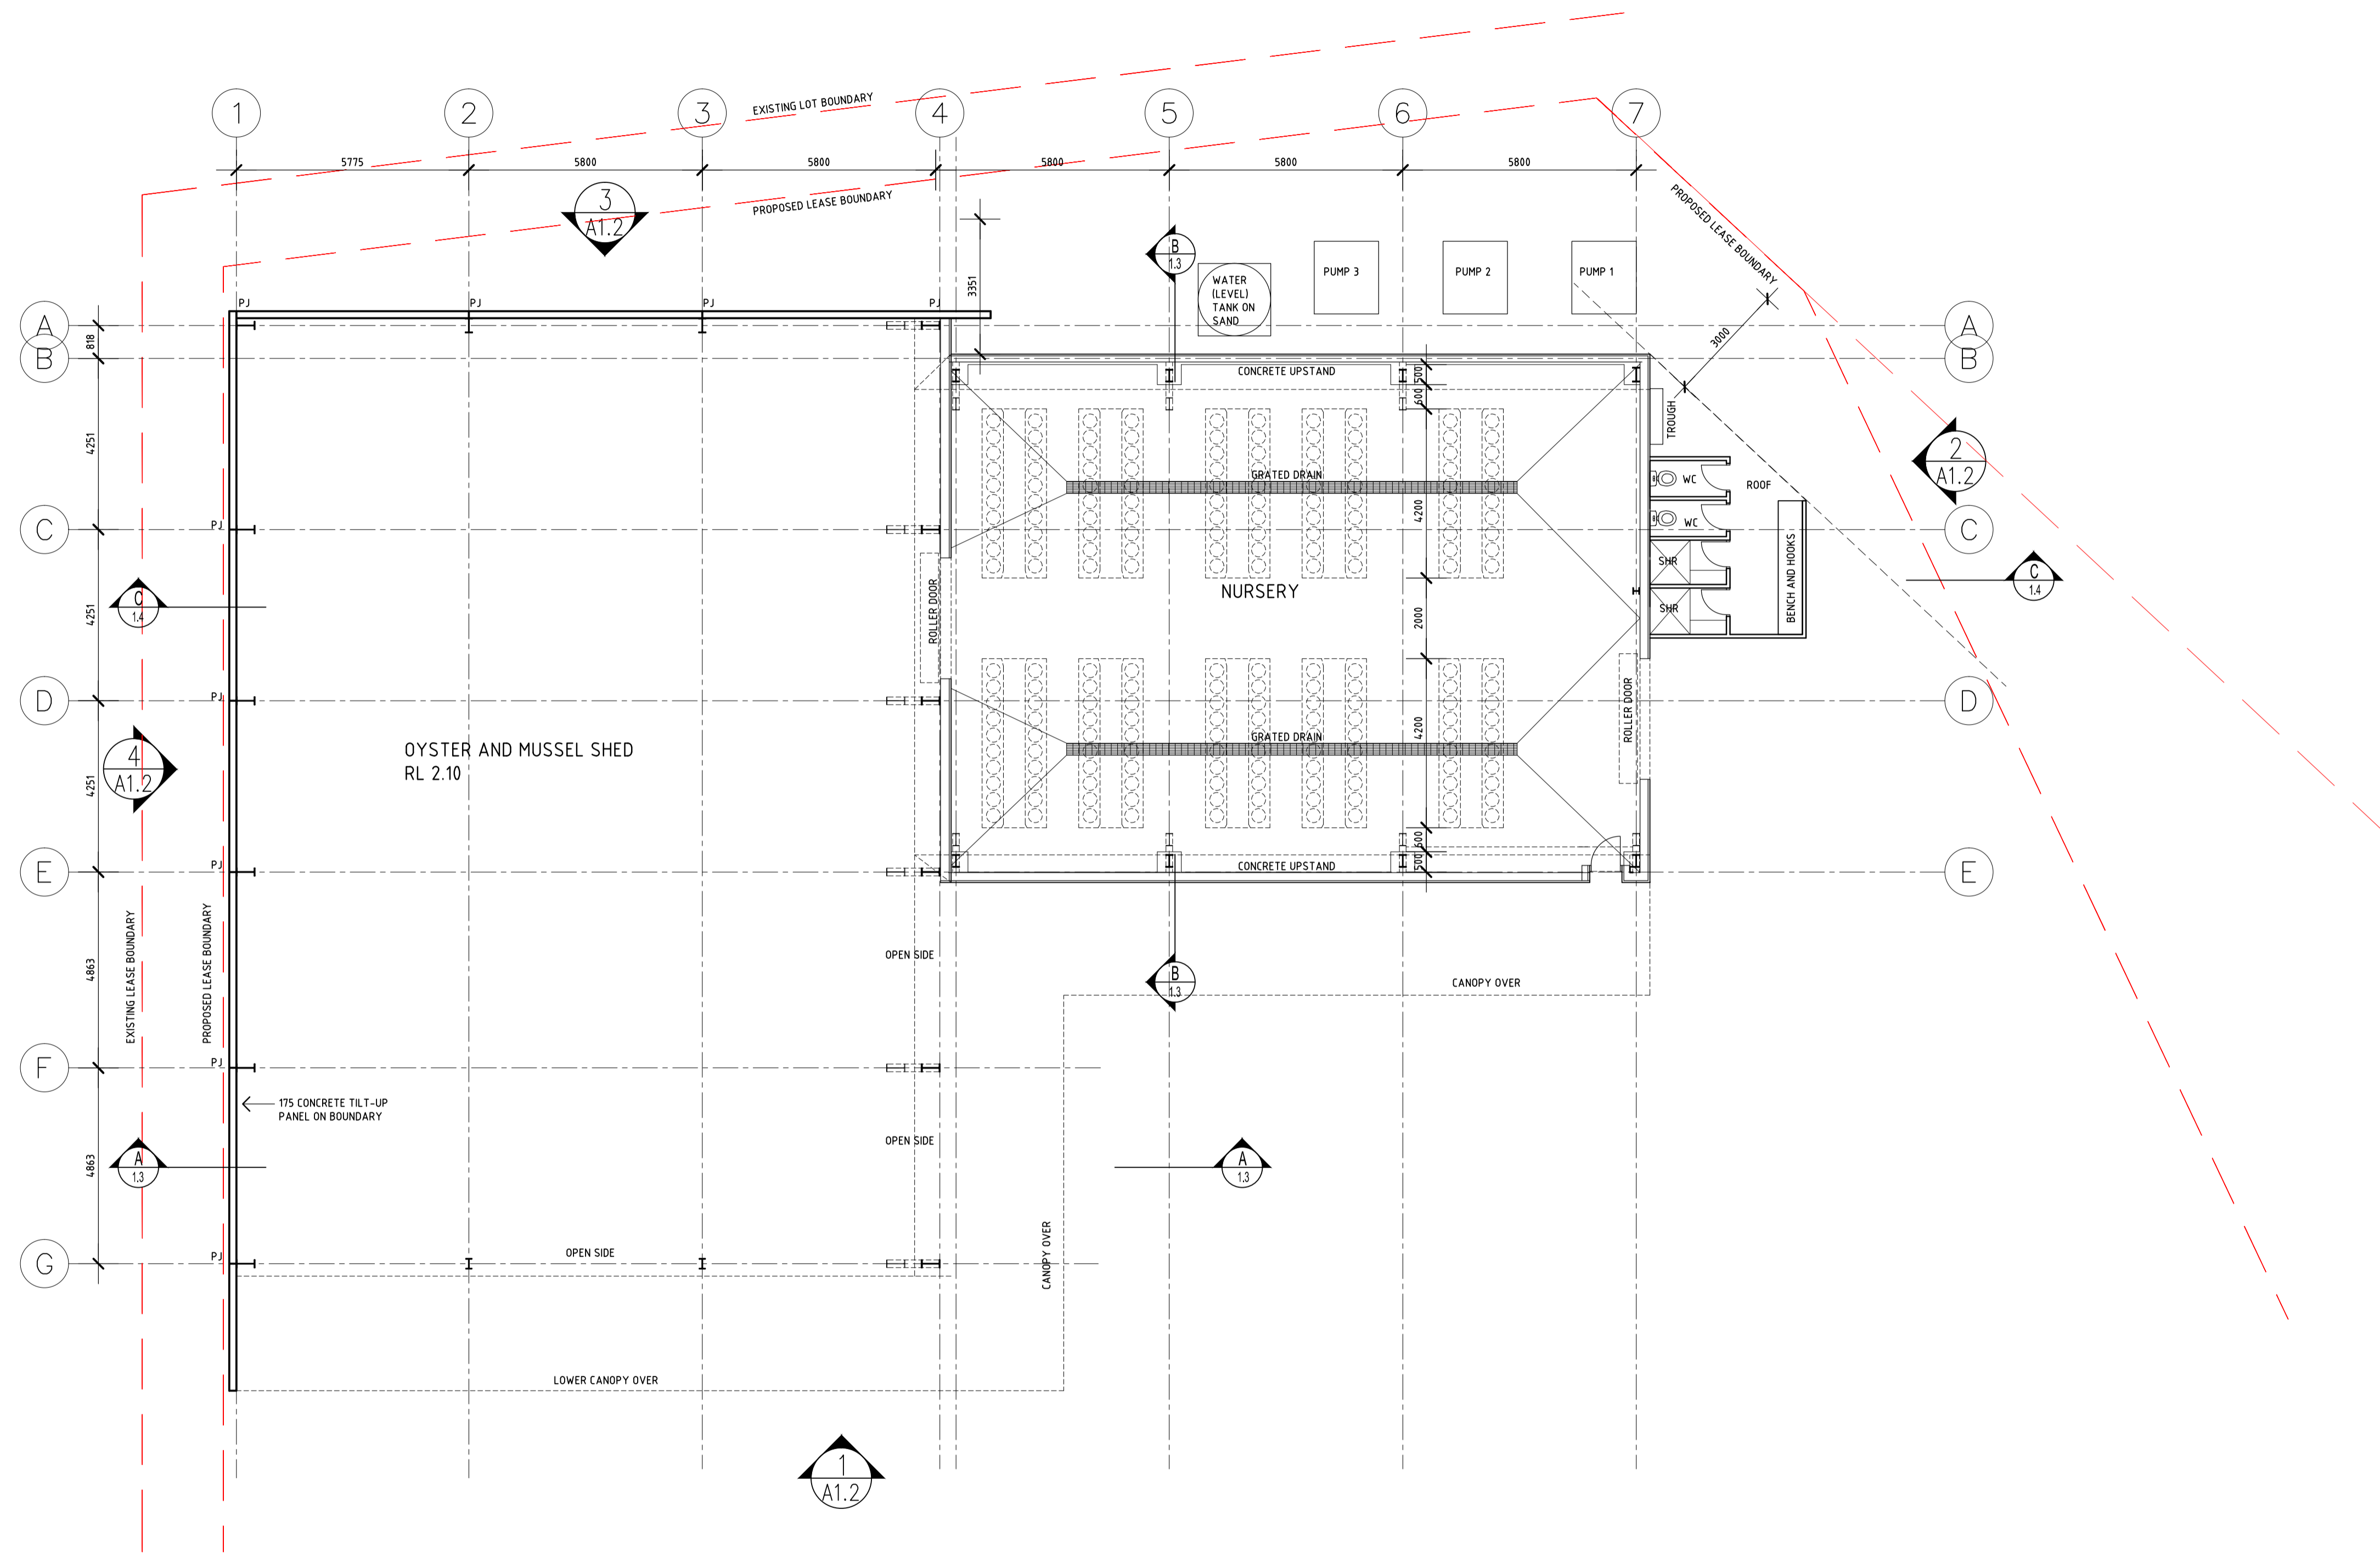 EXISTING LOT BOUNDARY
1
2
3
4
5
6
7
5775
5800
5800
5800
5800
5800
PROPOSED LEASE BOUNDARY
PROPOSED LEASE BOUNDARY
3
A1.2
3351
B
1.3
WATER
(LEVEL)
TANK ON
SAND
PUMP 3
PUMP 2
PUMP 1
3000
PJ
PJ
PJ
PJ
A
B
A
B
818
4251
CONCRETE UPSTAND
500
600
TROUGH
2
A1.2
GRATED DRAIN
WC
WC
ROOF
4200
C
PJ
C
SHR
SHR
BENCH AND HOOKS
C
1.4
C
1.4
4251
ROLLER DOOR
NURSERY
2000
D
PJ
D
ROLLER DOOR
4
A1.2
4251
OYSTER AND MUSSEL SHED
RL 2.10
GRATED DRAIN
4200
600
500
CONCRETE UPSTAND
E
PJ
E
EXISTING LEASE BOUNDARY
PROPOSED LEASE BOUNDARY
4863
OPEN SIDE
B
1.3
CANOPY OVER
F
PJ
175 CONCRETE TILT-UP
PANEL ON BOUNDARY
OPEN SIDE
4863
A
1.3
A
1.3
CANOPY OVER
G
PJ
OPEN SIDE
LOWER CANOPY OVER
1
A1.2